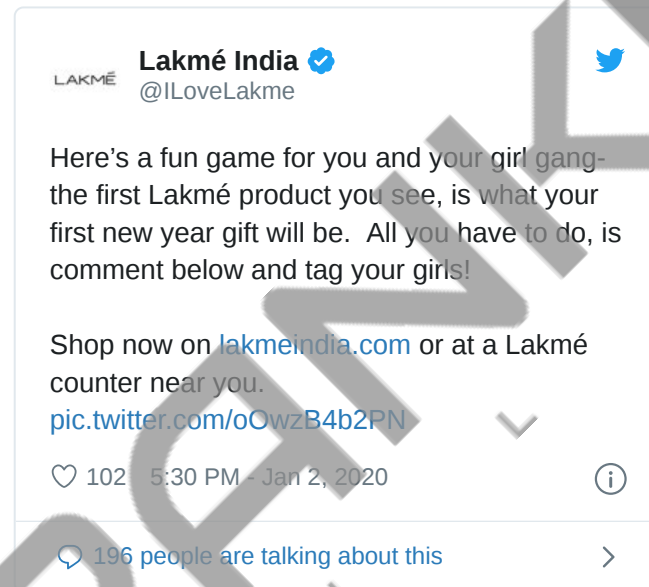 LAKMÉ
Lakmé India
@ILoveLakme
Here’s a fun game for you and your girl gang-
the first Lakmé product you see, is what your
first new year gift will be.  All you have to do, is
comment below and tag your girls!
Shop now on lakmeindia.com or at a Lakmé
counter near you.
pic.twitter.com/oOwzB4b2PN
102 5:30 PM - Jan 2, 2020
196 people are talking about this